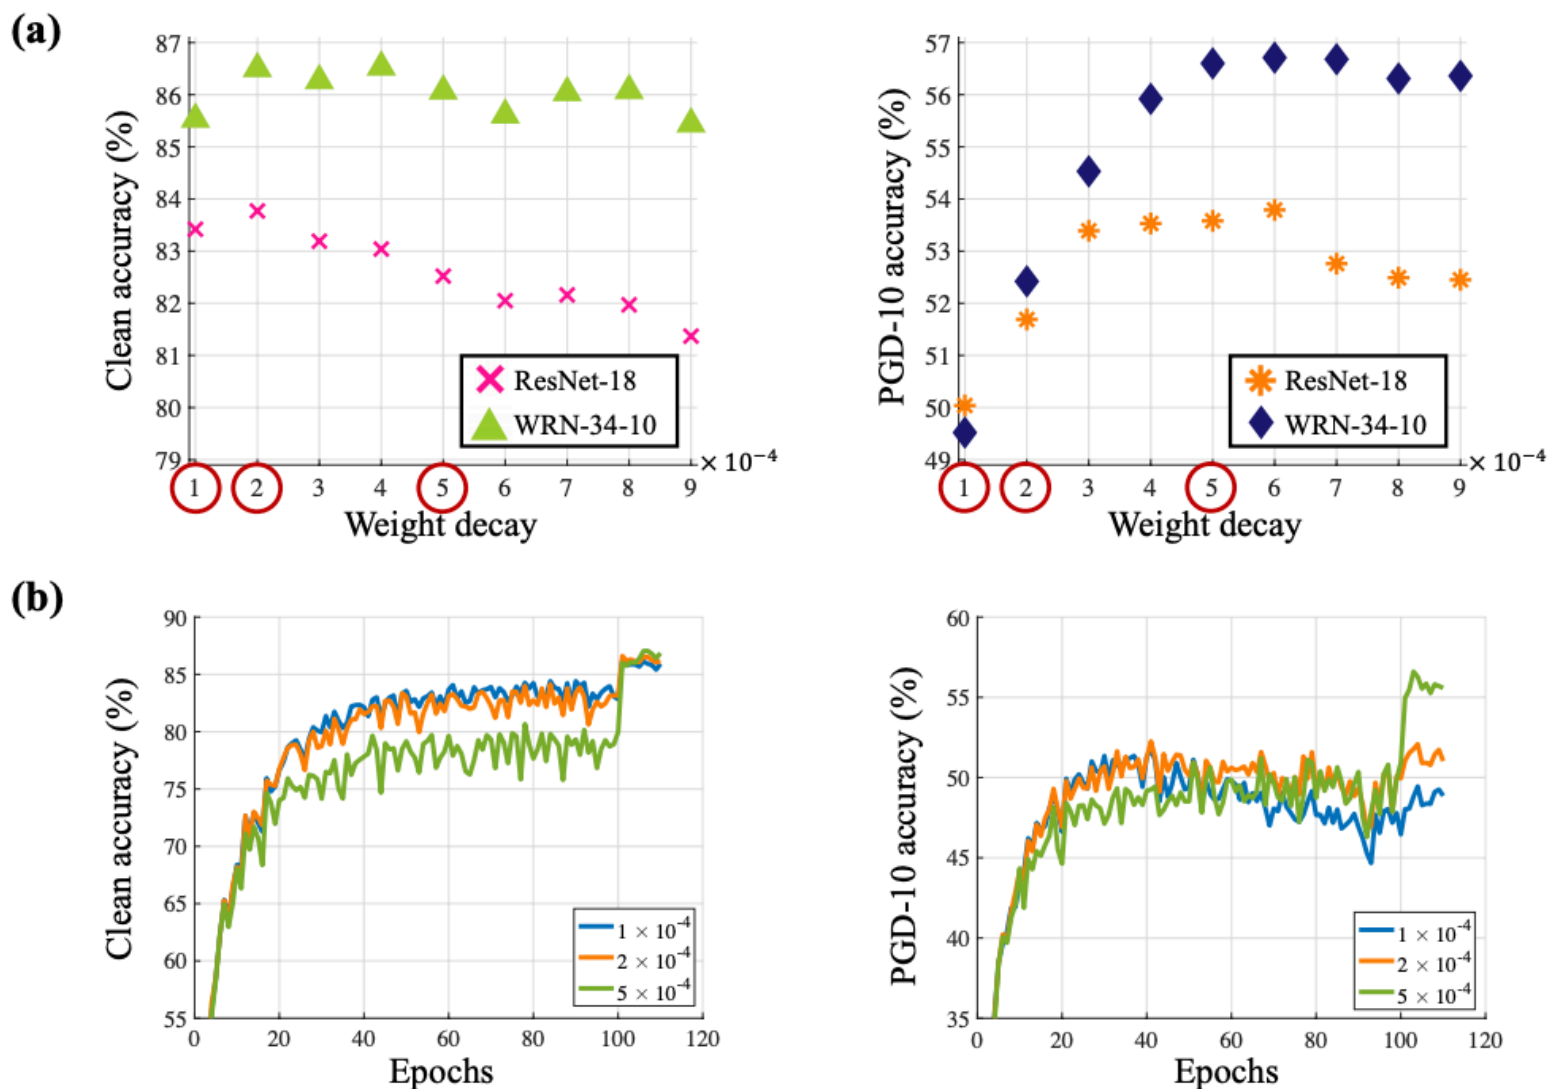 (a)
Clean accuracy (%)
87
86
85
84
83
82
81
80
79
ResNet-18
WRN-34-10
1 2 3 4 5 6 7 8 9
× 10⁻⁴
Weight decay
PGD-10 accuracy (%)
57
56
55
54
53
52
51
50
49
ResNet-18
WRN-34-10
1 2 3 4 5 6 7 8 9
× 10⁻⁴
Weight decay
(b)
Clean accuracy (%)
90
85
80
75
70
65
60
55
1 × 10⁻⁴
2 × 10⁻⁴
5 × 10⁻⁴
0 20 40 60 80 100 120
Epochs
PGD-10 accuracy (%)
60
55
50
45
40
35
1 × 10⁻⁴
2 × 10⁻⁴
5 × 10⁻⁴
0 20 40 60 80 100 120
Epochs